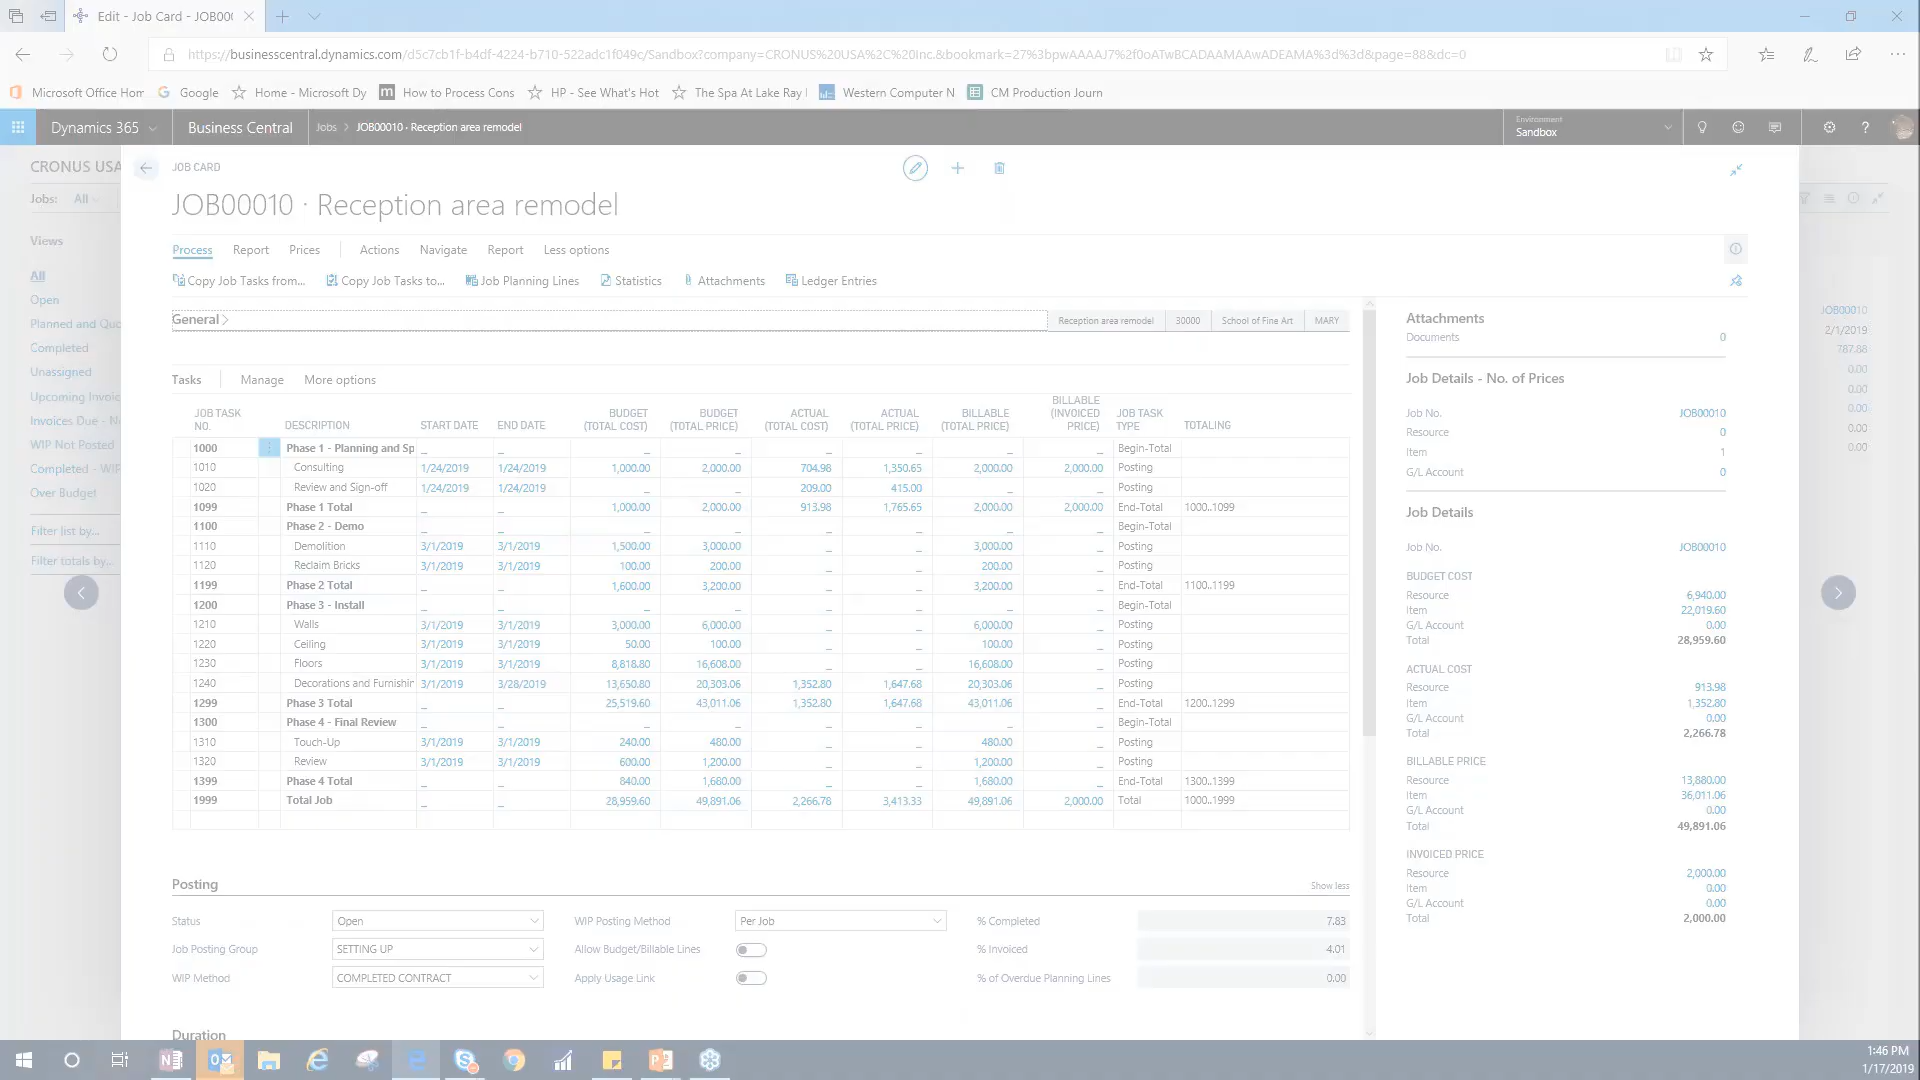 Edit - Job Card - JOB00
https://businesscentral.dynamics.com/d5c7cb1f-b4df-4224-b710-522adc1f049c/Sandbox?company=CRONUS%20USA%2C%20Inc.&bookmark=27%3bpwAAAAJ7%2f0oATwBCADAAMAAwADEAMA%3d%3d&page=88&dc=0
Microsoft Office Hom Google Home - Microsoft Dy How to Process Cons HP - See What's Hot The Spa At Lake Ray Western Computer N CM Production Journ
Dynamics 365 Business Central Jobs > JOB00010 · Reception area remodel Environment
Sandbox
CRONUS USA
Jobs: All
Views
All
Open
Planned and Quo
Completed
Unassigned
Upcoming Invoic
Invoices Due - N
WIP Not Posted
Completed - WIP
Over Budget
Filter list by...
Filter totals by...
JOB CARD
JOB00010 · Reception area remodel
Process Report Prices Actions Navigate Report Less options
Copy Job Tasks from... Copy Job Tasks to... Job Planning Lines Statistics Attachments Ledger Entries
General > Reception area remodel 30000 School of Fine Art MARY
Tasks Manage More options
JOB TASK NO. DESCRIPTION START DATE END DATE BUDGET (TOTAL COST) BUDGET (TOTAL PRICE) ACTUAL (TOTAL COST) ACTUAL (TOTAL PRICE) BILLABLE (TOTAL PRICE) BILLABLE (INVOICED PRICE) JOB TASK TYPE TOTALING
1000 Phase 1 - Planning and Sp _ _ _ _ _ _ _ _ Begin-Total
1010 Consulting 1/24/2019 1/24/2019 1,000.00 2,000.00 704.98 1,350.65 2,000.00 2,000.00 Posting
1020 Review and Sign-off 1/24/2019 1/24/2019 _ _ 209.00 415.00 _ _ Posting
1099 Phase 1 Total _ _ 1,000.00 2,000.00 913.98 1,765.65 2,000.00 2,000.00 End-Total 1000..1099
1100 Phase 2 - Demo _ _ _ _ _ _ _ _ Begin-Total
1110 Demolition 3/1/2019 3/1/2019 1,500.00 3,000.00 _ _ 3,000.00 _ Posting
1120 Reclaim Bricks 3/1/2019 3/1/2019 100.00 200.00 _ _ 200.00 _ Posting
1199 Phase 2 Total _ _ 1,600.00 3,200.00 _ _ 3,200.00 _ End-Total 1100..1199
1200 Phase 3 - Install _ _ _ _ _ _ _ _ Begin-Total
1210 Walls 3/1/2019 3/1/2019 3,000.00 6,000.00 _ _ 6,000.00 _ Posting
1220 Ceiling 3/1/2019 3/1/2019 50.00 100.00 _ _ 100.00 _ Posting
1230 Floors 3/1/2019 3/1/2019 8,818.80 16,608.00 _ _ 16,608.00 _ Posting
1240 Decorations and Furnishin 3/1/2019 3/28/2019 13,650.80 20,303.06 1,352.80 1,647.68 20,303.06 _ Posting
1299 Phase 3 Total _ _ 25,519.60 43,011.06 1,352.80 1,647.68 43,011.06 _ End-Total 1200..1299
1300 Phase 4 - Final Review _ _ _ _ _ _ _ _ Begin-Total
1310 Touch-Up 3/1/2019 3/1/2019 240.00 480.00 _ _ 480.00 _ Posting
1320 Review 3/1/2019 3/1/2019 600.00 1,200.00 _ _ 1,200.00 _ Posting
1399 Phase 4 Total _ _ 840.00 1,680.00 _ _ 1,680.00 _ End-Total 1300..1399
1999 Total Job _ _ 28,959.60 49,891.06 2,266.78 3,413.33 49,891.06 2,000.00 Total 1000..1999
Posting Show less
Status Open WIP Posting Method Per Job % Completed 7.83
Job Posting Group SETTING UP Allow Budget/Billable Lines % Invoiced 4.01
WIP Method COMPLETED CONTRACT Apply Usage Link % of Overdue Planning Lines 0.00
Duration
Attachments
Documents 0
Job Details - No. of Prices
Job No. JOB00010
Resource 0
Item 1
G/L Account 0
Job Details
Job No. JOB00010
BUDGET COST
Resource 6,940.00
Item 22,019.60
G/L Account 0.00
Total 28,959.60
ACTUAL COST
Resource 913.98
Item 1,352.80
G/L Account 0.00
Total 2,266.78
BILLABLE PRICE
Resource 13,880.00
Item 36,011.06
G/L Account 0.00
Total 49,891.06
INVOICED PRICE
Resource 2,000.00
Item 0.00
G/L Account 0.00
Total 2,000.00
JOB00010
2/1/2019
787.88
0.00
0.00
0.00
0.00
0.00
1:46 PM
1/17/2019